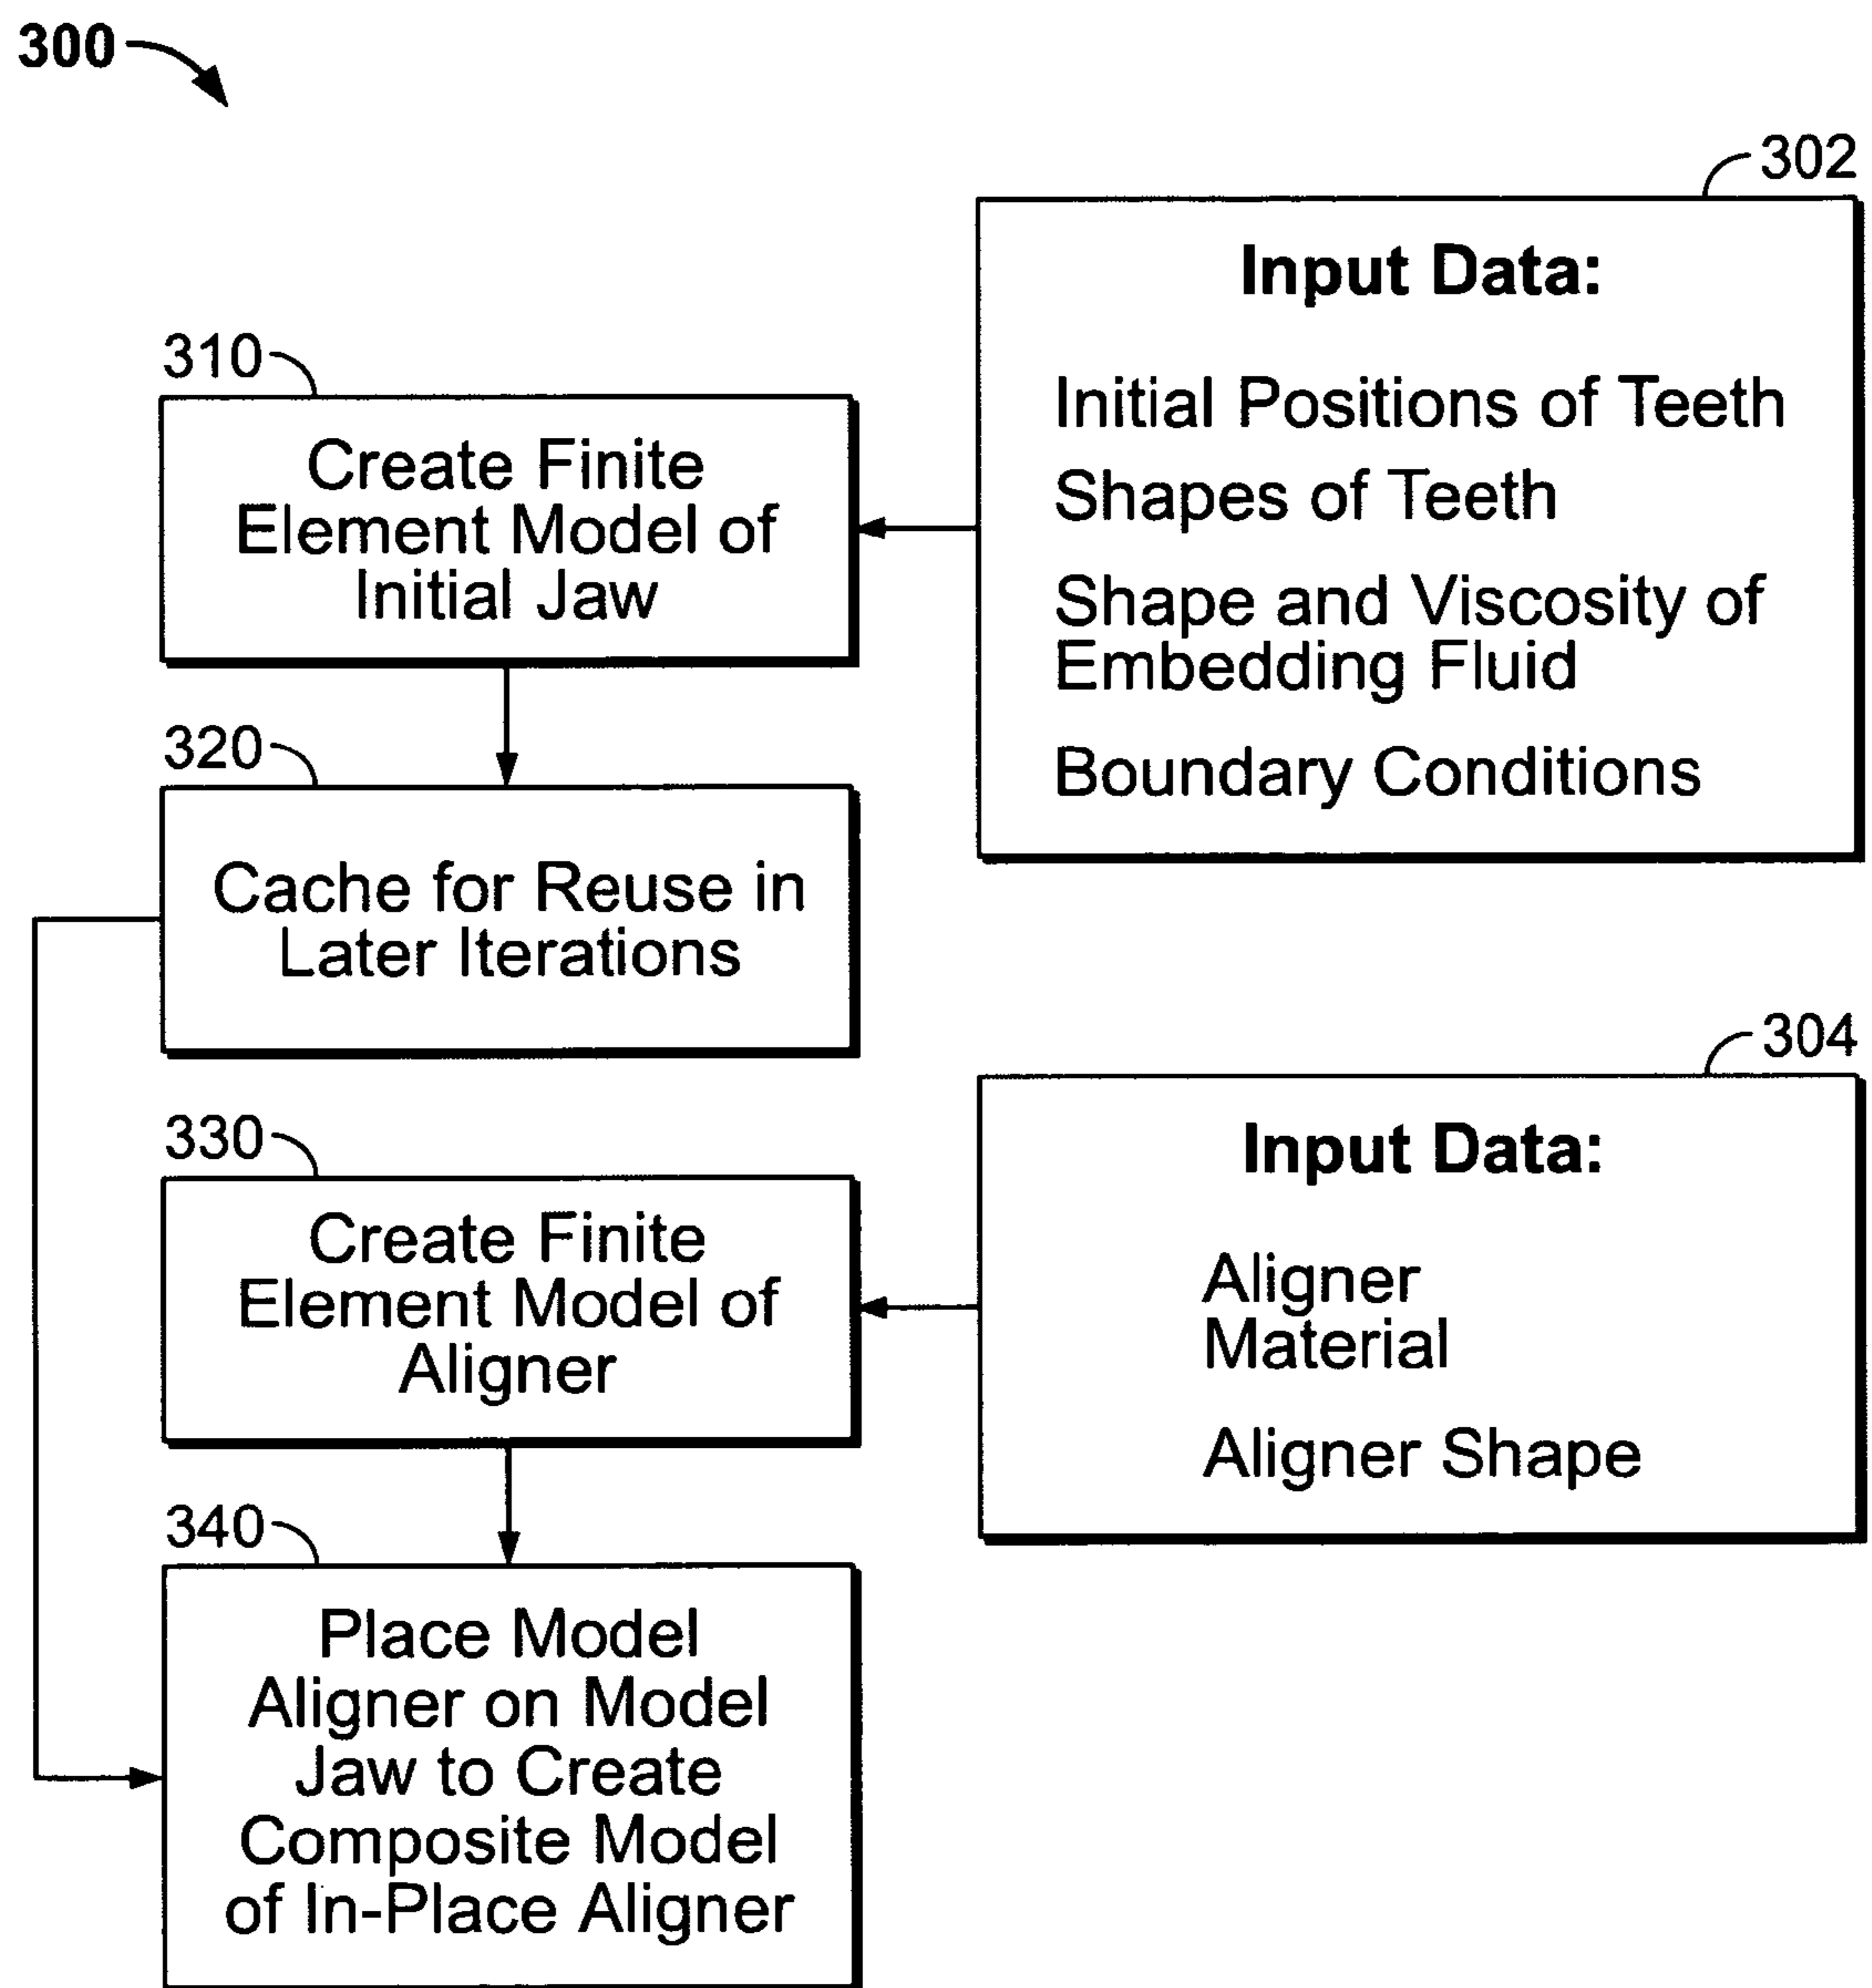 300
302
Input Data:
Initial Positions of Teeth
Shapes of Teeth
Shape and Viscosity of
Embedding Fluid
Boundary Conditions
310
Create Finite
Element Model of
Initial Jaw
320
Cache for Reuse in
Later Iterations
304
Input Data:
Aligner
Material
Aligner Shape
330
Create Finite
Element Model of
Aligner
340
Place Model
Aligner on Model
Jaw to Create
Composite Model
of In-Place Aligner